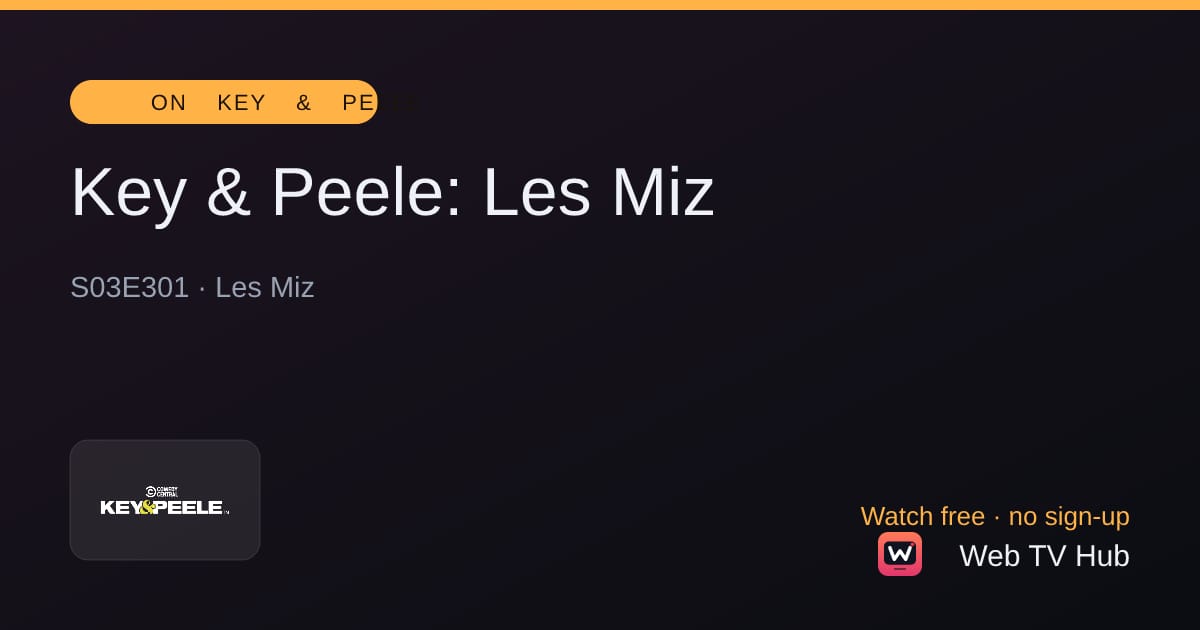 ON KEY & PE
Key & Peele: Les Miz
S03E301 · Les Miz
COMEDY
CENTRAL
KEY&PEELE
Watch free · no sign-up
W Web TV Hub